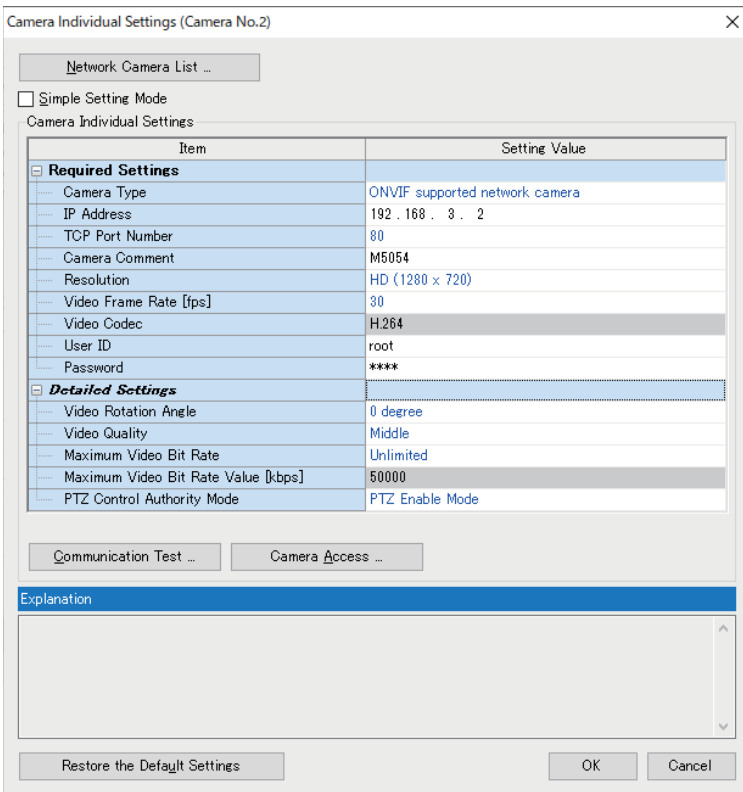 Camera Individual Settings (Camera No.2)
Network Camera List ...
Simple Setting Mode
Camera Individual Settings
Item Setting Value
Required Settings
Camera Type ONVIF supported network camera
IP Address 192 . 168 . 3 . 2
TCP Port Number 80
Camera Comment M5054
Resolution HD (1280 x 720)
Video Frame Rate [fps] 30
Video Codec H.264
User ID root
Password ****
Detailed Settings
Video Rotation Angle 0 degree
Video Quality Middle
Maximum Video Bit Rate Unlimited
Maximum Video Bit Rate Value [kbps] 50000
PTZ Control Authority Mode PTZ Enable Mode
Communication Test ... Camera Access ...
Explanation
Restore the Default Settings OK Cancel